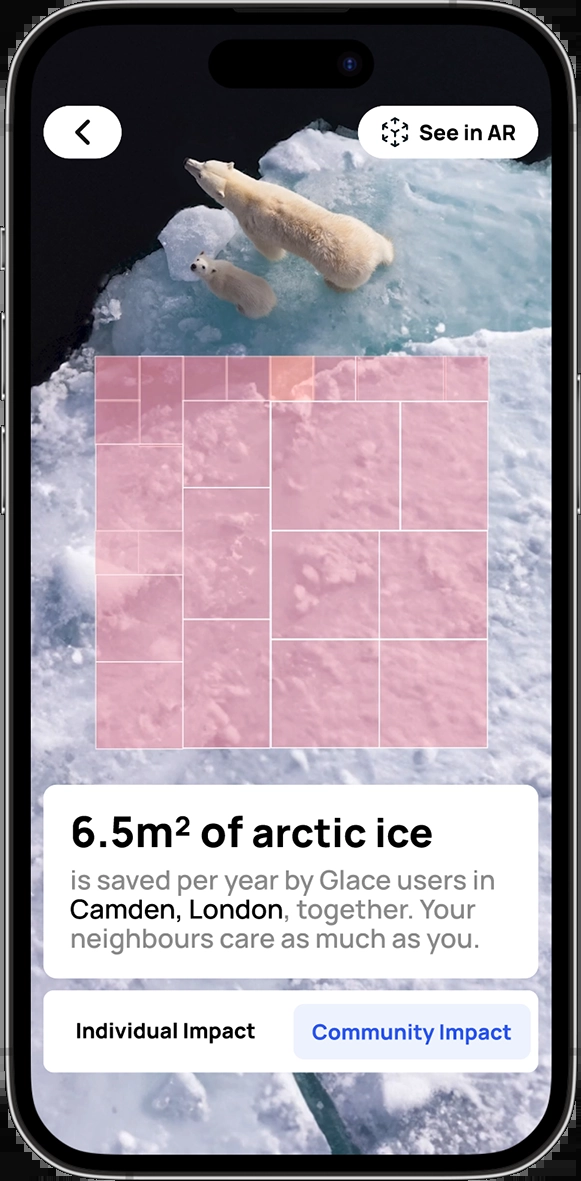 See in AR
6.5m² of arctic ice
is saved per year by Glace users in
Camden, London, together. Your
neighbours care as much as you.
Individual Impact
Community Impact